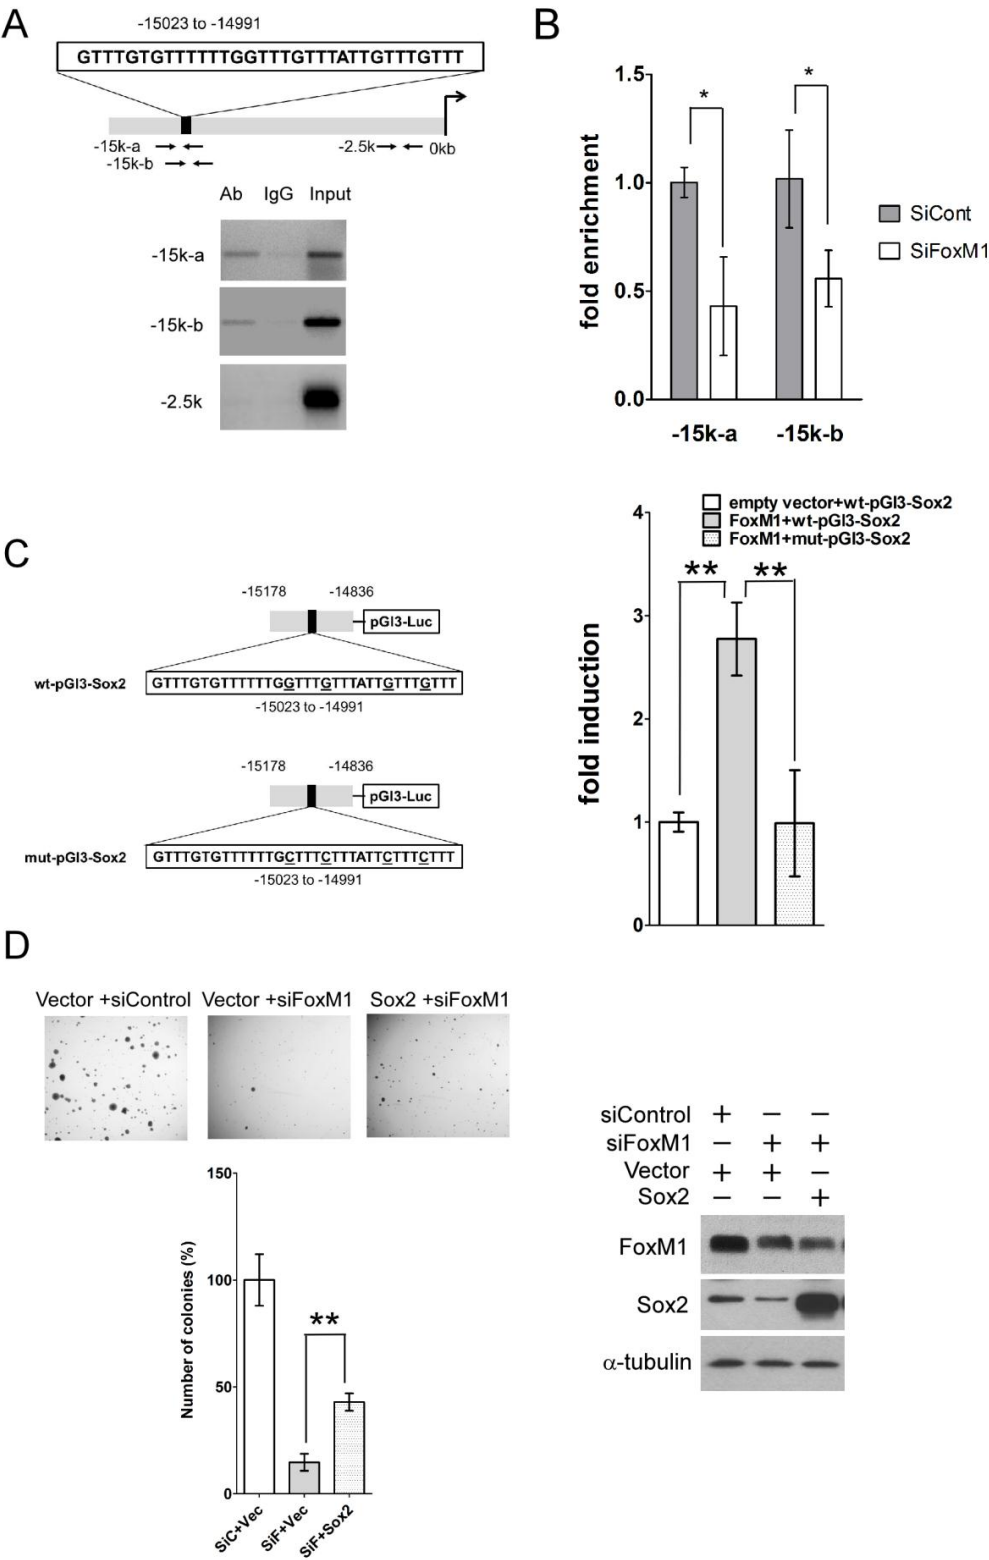 A
-15023 to -14991
GTTTGTGTTTTTTGGTTTGTTTATTGTTTGTTT
-15k-a
-15k-b
-2.5k
0kb
Ab IgG Input
-15k-a
-15k-b
-2.5k
B
fold enrichment
1.5
1.0
0.5
0.0
* *
-15k-a -15k-b
SiCont
SiFoxM1
C
-15178 -14836
pGl3-Luc
wt-pGl3-Sox2
GTTTGTGTTTTTTGGTTTGTTTATTGTTTGTTT
-15023 to -14991
-15178 -14836
pGl3-Luc
mut-pGl3-Sox2
GTTTGTGTTTTTTGCTTTCTTTATTCTTTCTTT
-15023 to -14991
empty vector+wt-pGl3-Sox2
FoxM1+wt-pGl3-Sox2
FoxM1+mut-pGl3-Sox2
fold induction
4
3
2
1
0
** **
D
Vector +siControl Vector +siFoxM1 Sox2 +siFoxM1
Number of colonies (%)
150
100
50
0
**
SiC+Vec SiF+Vec SiF+Sox2
siControl + − −
siFoxM1 − + +
Vector + + −
Sox2 − − +
FoxM1
Sox2
α-tubulin